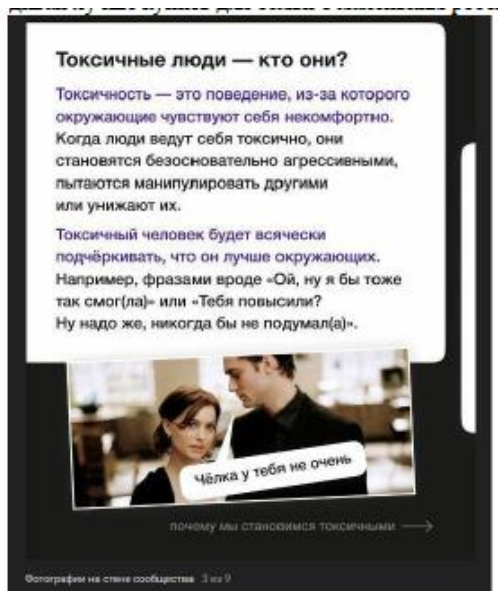 Токсичные люди — кто они?
Токсичность — это поведение, из-за которого
окружающие чувствуют себя некомфортно.
Когда люди ведут себя токсично, они
становятся безосновательно агрессивными,
пытаются манипулировать другими
или унижают их.
Токсичный человек будет всячески
подчёркивать, что он лучше окружающих.
Например, фразами вроде «Ой, ну я бы тоже
так смог(ла)» или «Тебя повысили?
Ну надо же, никогда бы не подумал(а)».
Чёлка у тебя не очень
почему мы становимся токсичными →
Фотографии на стене сообщества 3 из 9